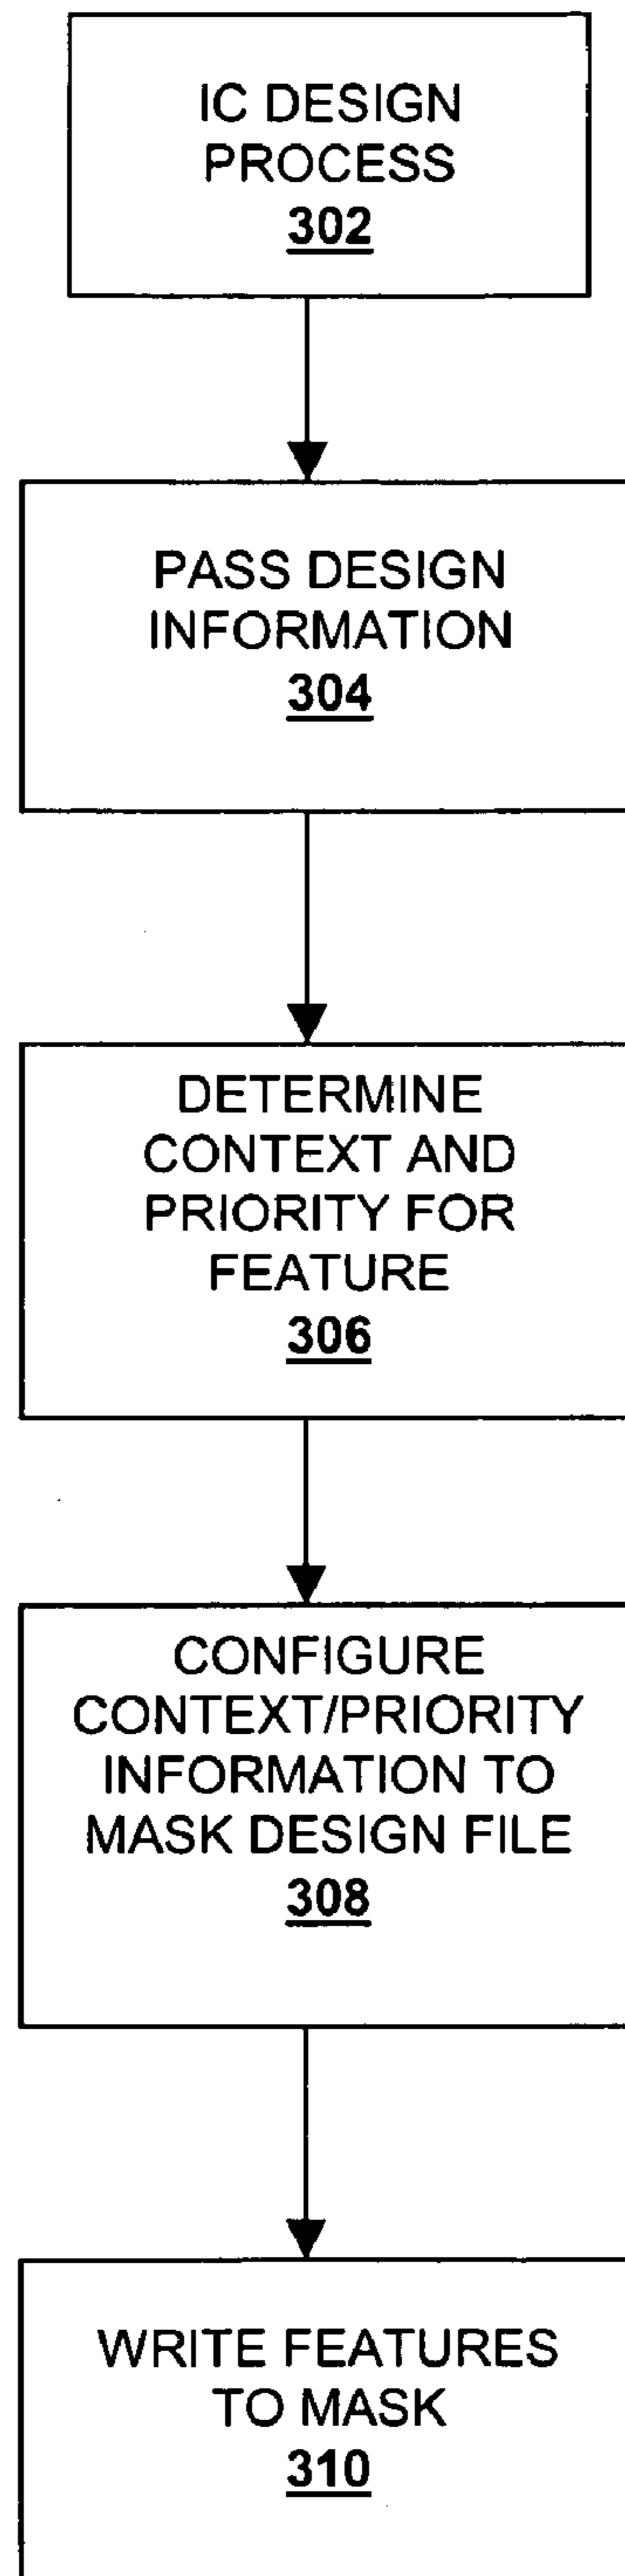 IC DESIGN
PROCESS
302
PASS DESIGN
INFORMATION
304
DETERMINE
CONTEXT AND
PRIORITY FOR
FEATURE
306
CONFIGURE
CONTEXT/PRIORITY
INFORMATION TO
MASK DESIGN FILE
308
WRITE FEATURES
TO MASK
310